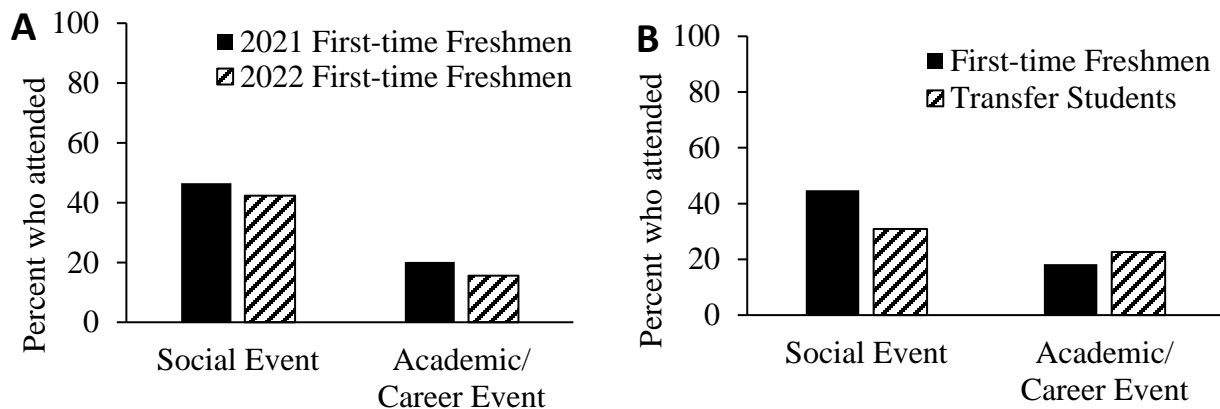 A
Percent who attended
100
80
60
40
20
0
2021 First-time Freshmen
2022 First-time Freshmen
Social Event
Academic/
Career Event
B
Percent who attended
100
80
60
40
20
0
First-time Freshmen
Transfer Students
Social Event
Academic/
Career Event